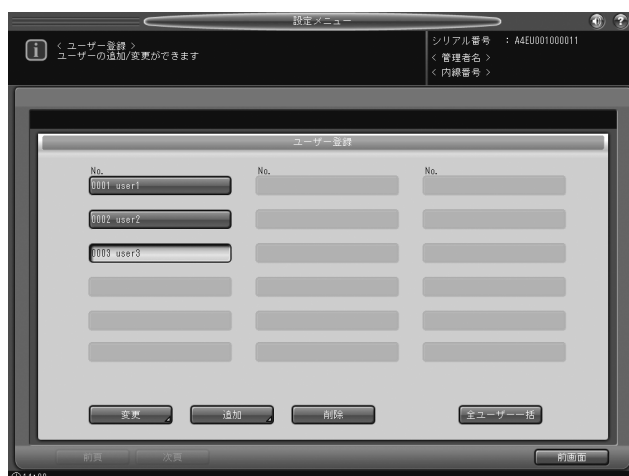 設定メニュー
< ユーザー登録 >
ユーザーの追加/変更ができます
シリアル番号 : A4EU001000011
< 管理者名 >
< 内線番号 >
ユーザー登録
No. No. No.
0001 user1
0002 user2
0003 user3
変更 追加 削除 全ユーザー一括
前頁 次頁 前画面